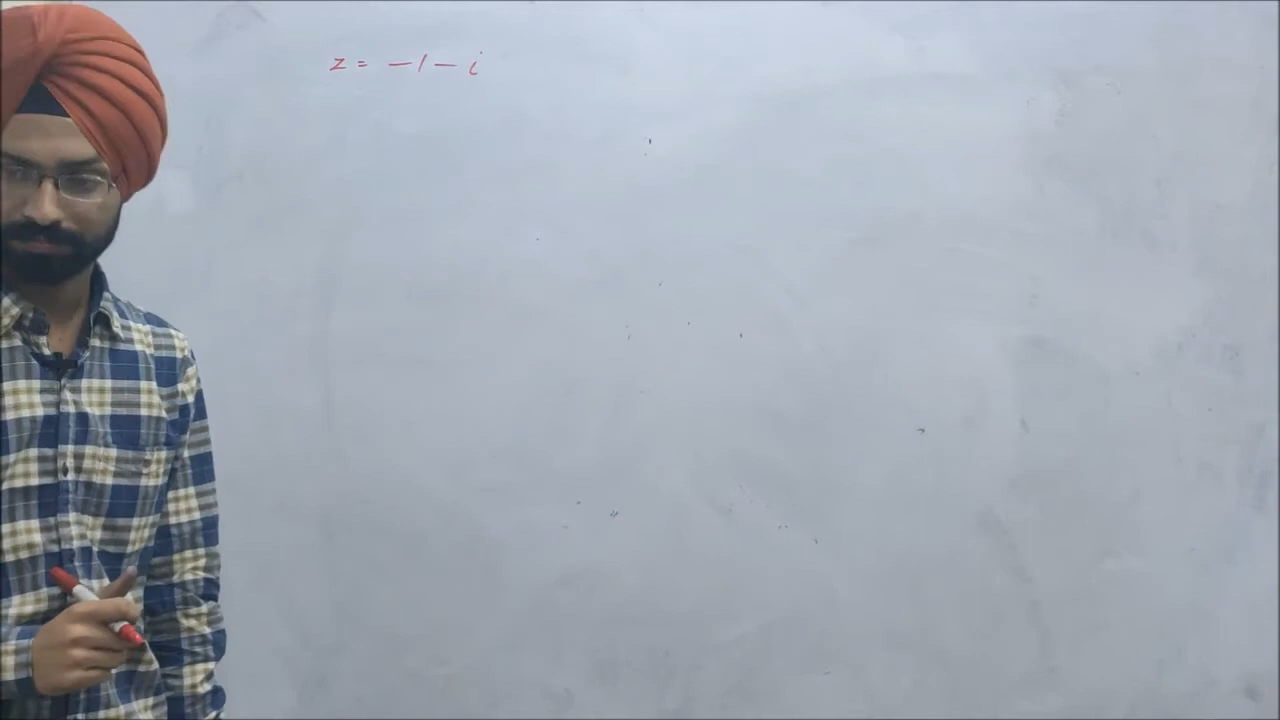 z = -1 - i